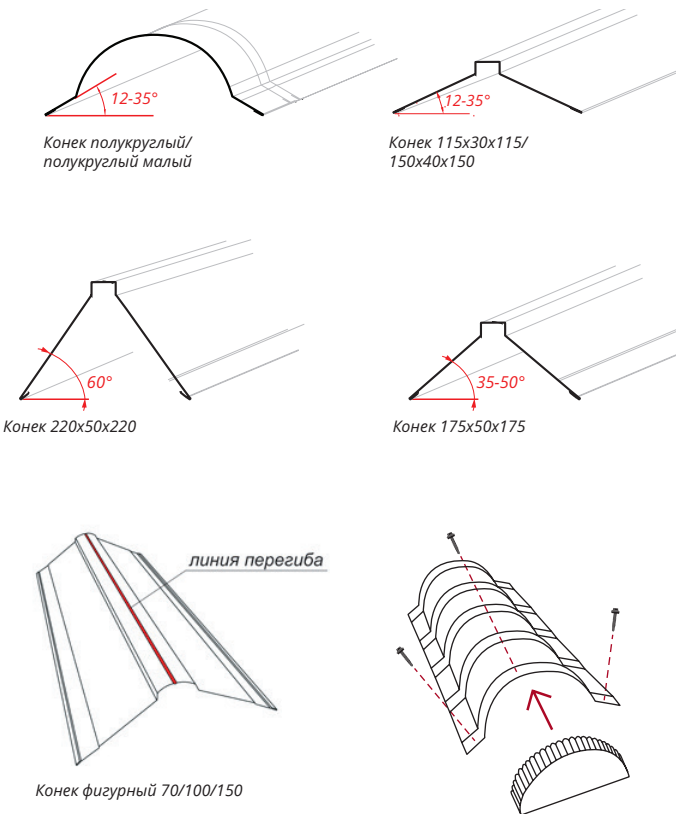 12-35°
Конек полукруглый/
полукруглый малый
12-35°
Конек 115х30х115/
150х40х150
60°
Конек 220х50х220
35-50°
Конек 175х50х175
линия перегиба
Конек фигурный 70/100/150